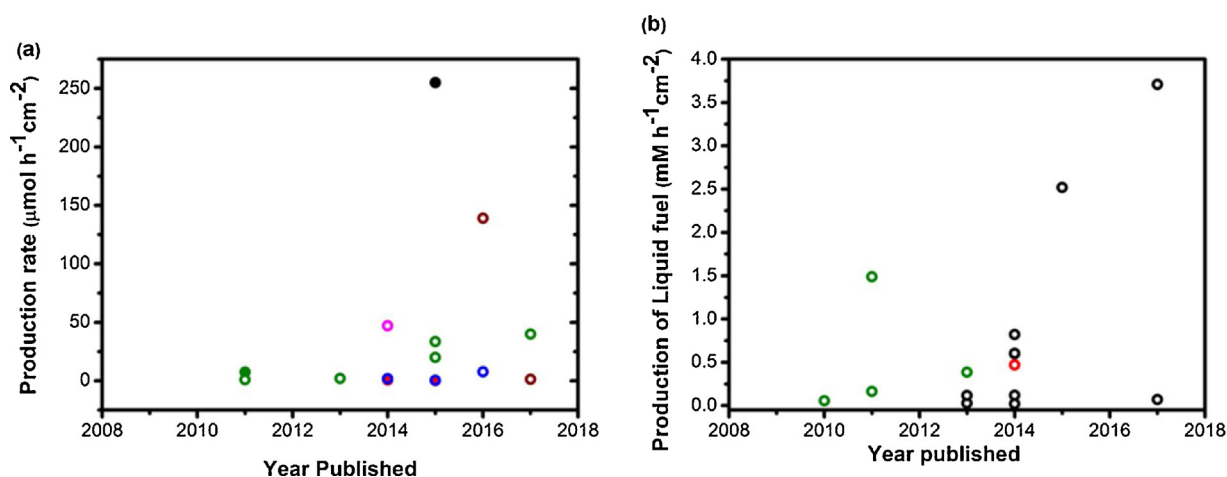 (a)
Production rate (μmol h⁻¹cm⁻²)
250
200
150
100
50
0
2008 2010 2012 2014 2016 2018
Year Published
(b)
Production of Liquid fuel (mM h⁻¹cm⁻²)
4.0
3.5
3.0
2.5
2.0
1.5
1.0
0.5
0.0
2008 2010 2012 2014 2016 2018
Year published